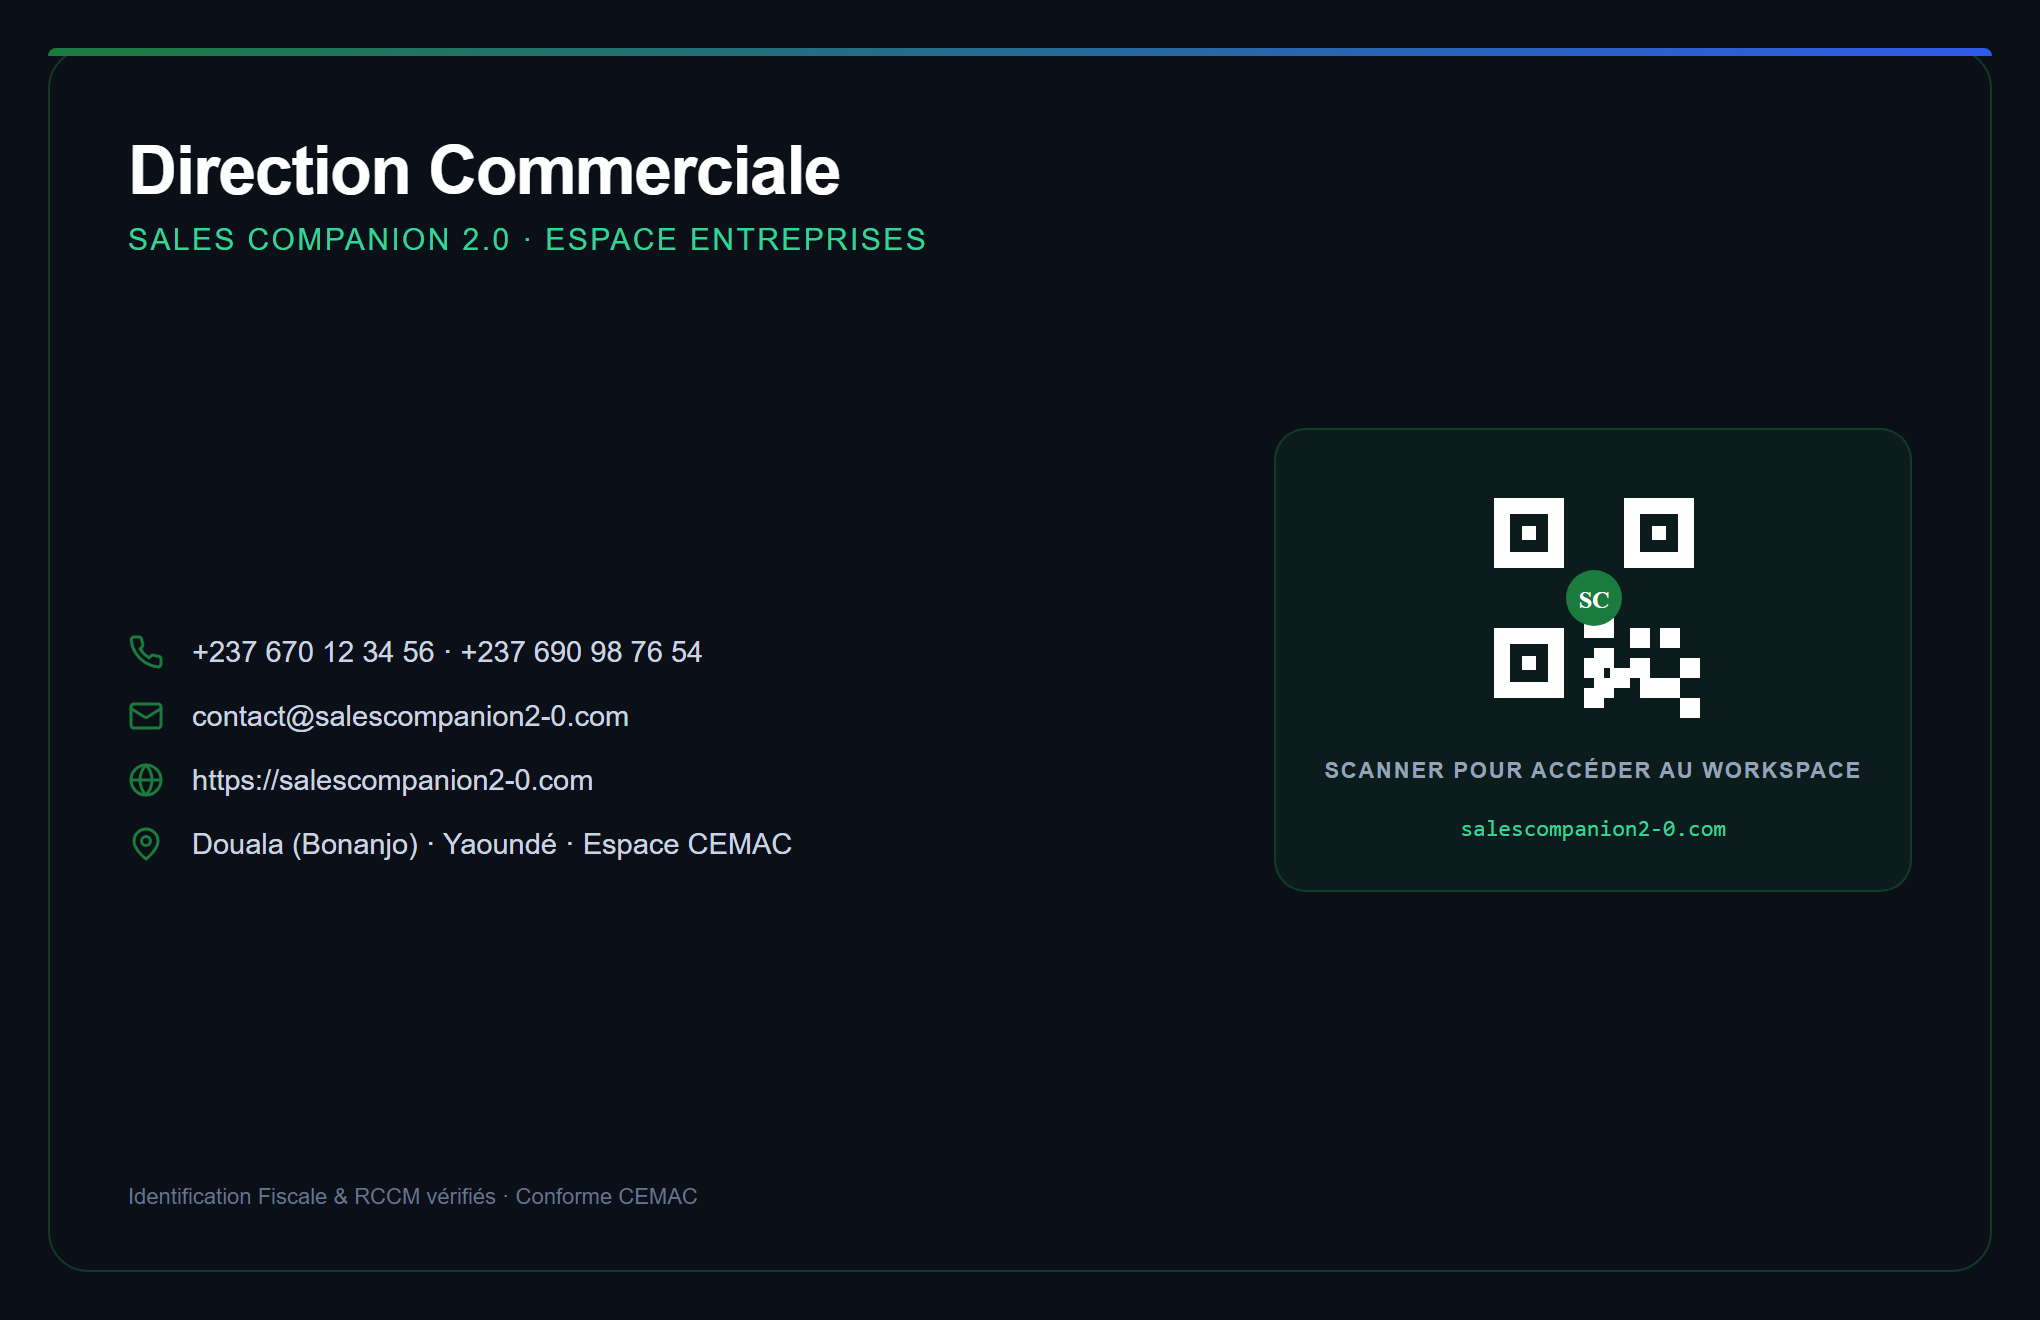 Direction Commerciale
SALES COMPANION 2.0 · ESPACE ENTREPRISES
+237 670 12 34 56 · +237 690 98 76 54
contact@salescompanion2-0.com
https://salescompanion2-0.com
Douala (Bonanjo) · Yaoundé · Espace CEMAC
SC
SCANNER POUR ACCÉDER AU WORKSPACE
salescompanion2-0.com
Identification Fiscale & RCCM vérifiés · Conforme CEMAC